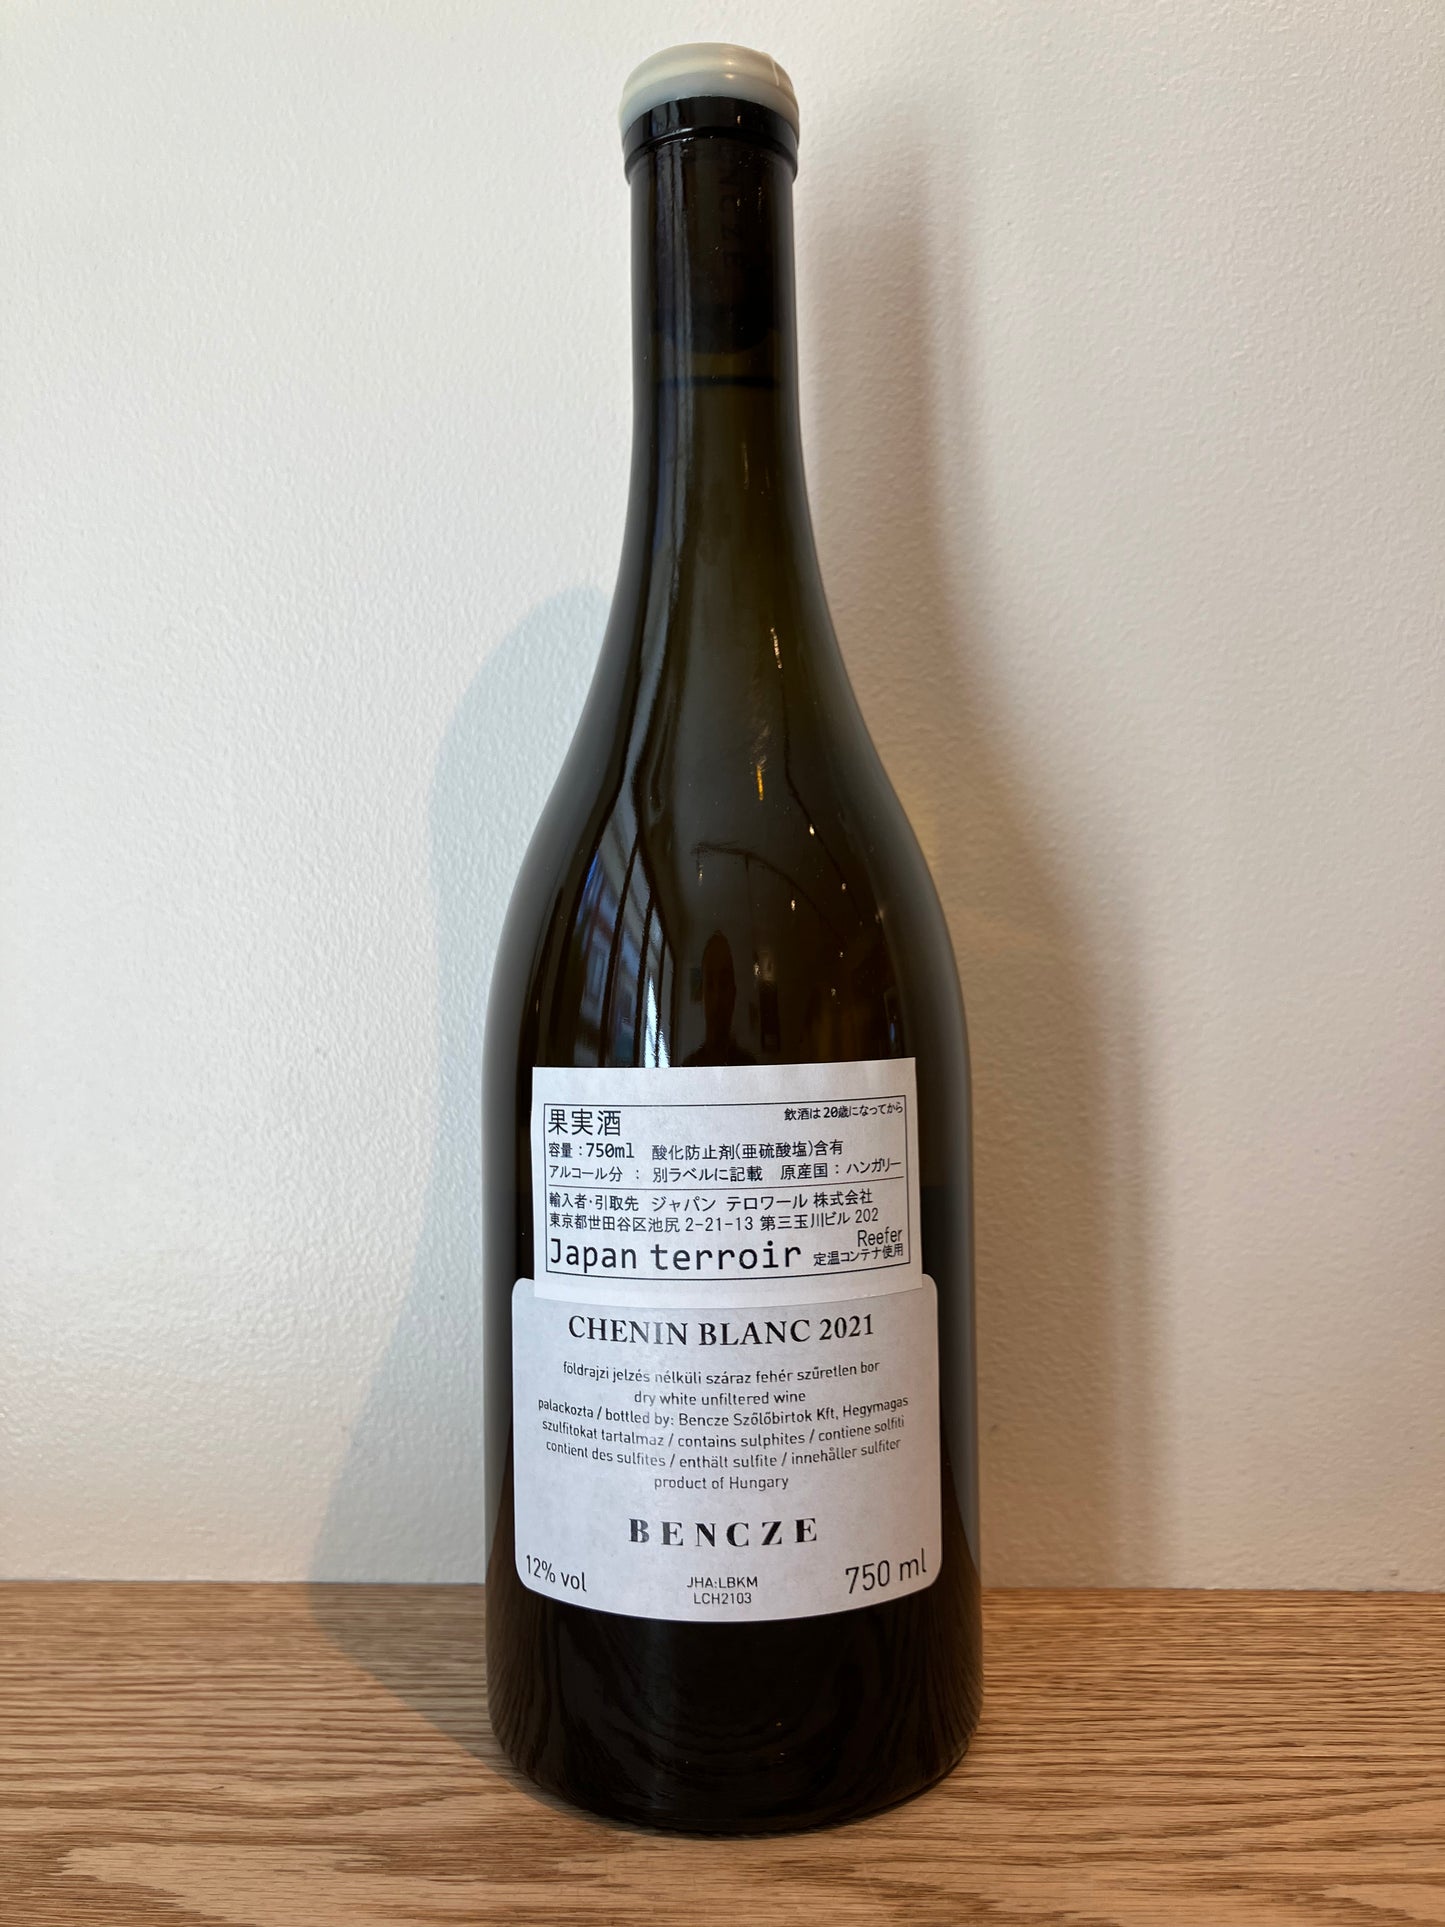 果実酒 飲酒は20歳になってから
容量：750ml 酸化防止剤(亜硫酸塩)含有
アルコール分 ： 別ラベルに記載 原産国：ハンガリー
輸入者・引取先 ジャパン テロワール 株式会社
東京都世田谷区池尻 2-21-13 第三玉川ビル 202
Japan terroir Reefer
定温コンテナ使用
CHENIN BLANC 2021
földrajzi jelzés nélküli száraz fehér szűretlen bor
dry white unfiltered wine
palackozta / bottled by: Bencze Szőlőbirtok Kft, Hegymagas
szulfitokat tartalmaz / contains sulphites / contiene solfiti
contient des sulfites / enthält sulfite / innehåller sulfiter
product of Hungary
BENCZE
12% vol
JHA:LBKM
LCH2103
750 ml